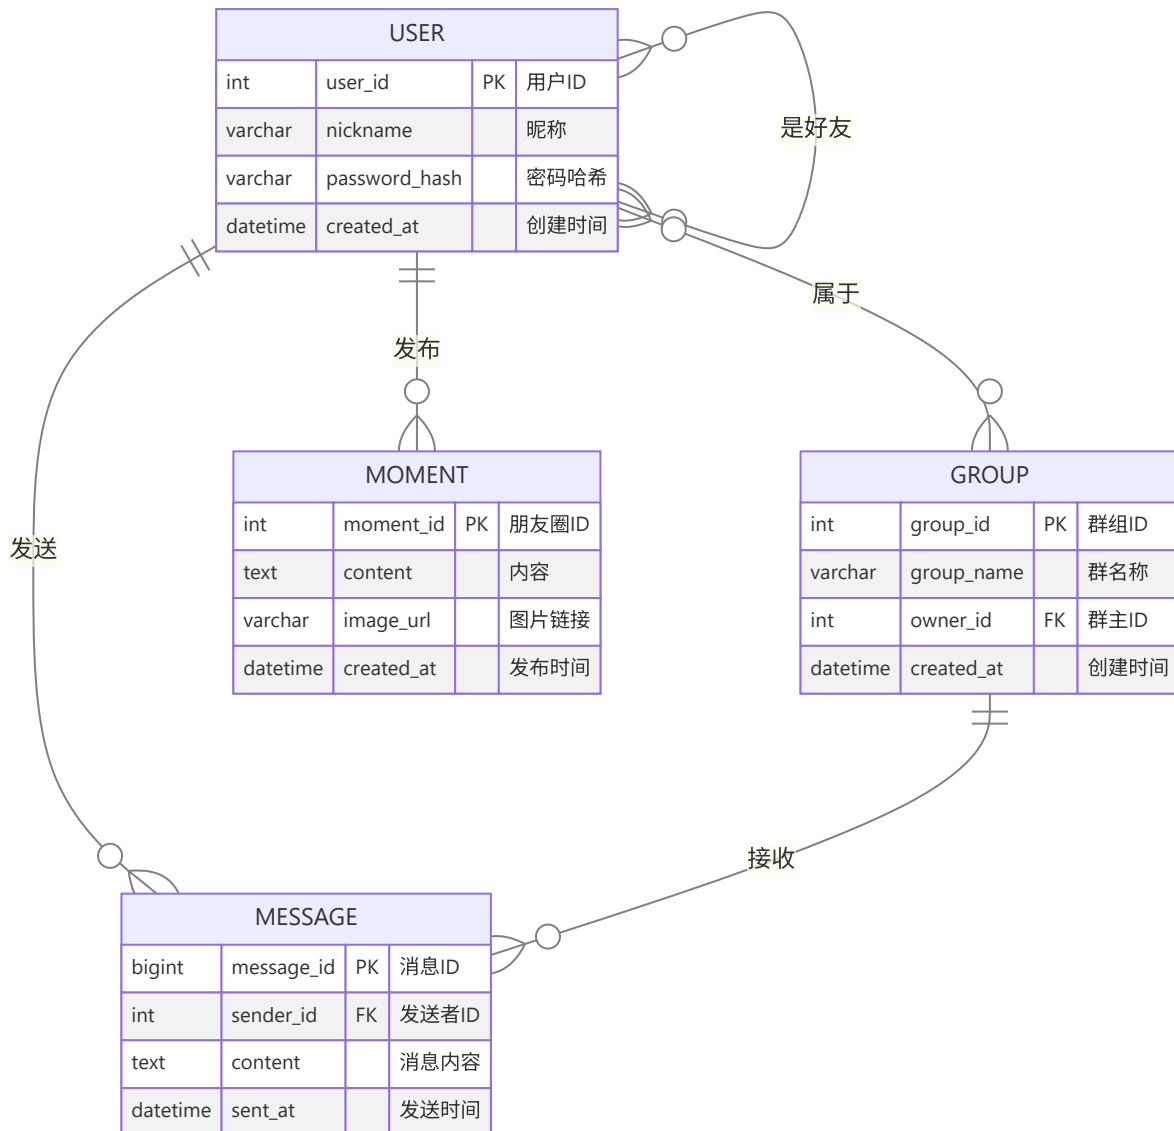 USER
int user_id PK 用户ID
varchar nickname 昵称
varchar password_hash 密码哈希
datetime created_at 创建时间
是好友
属于
发布
发送
MOMENT
int moment_id PK 朋友圈ID
text content 内容
varchar image_url 图片链接
datetime created_at 发布时间
GROUP
int group_id PK 群组ID
varchar group_name 群名称
int owner_id FK 群主ID
datetime created_at 创建时间
接收
MESSAGE
bigint message_id PK 消息ID
int sender_id FK 发送者ID
text content 消息内容
datetime sent_at 发送时间